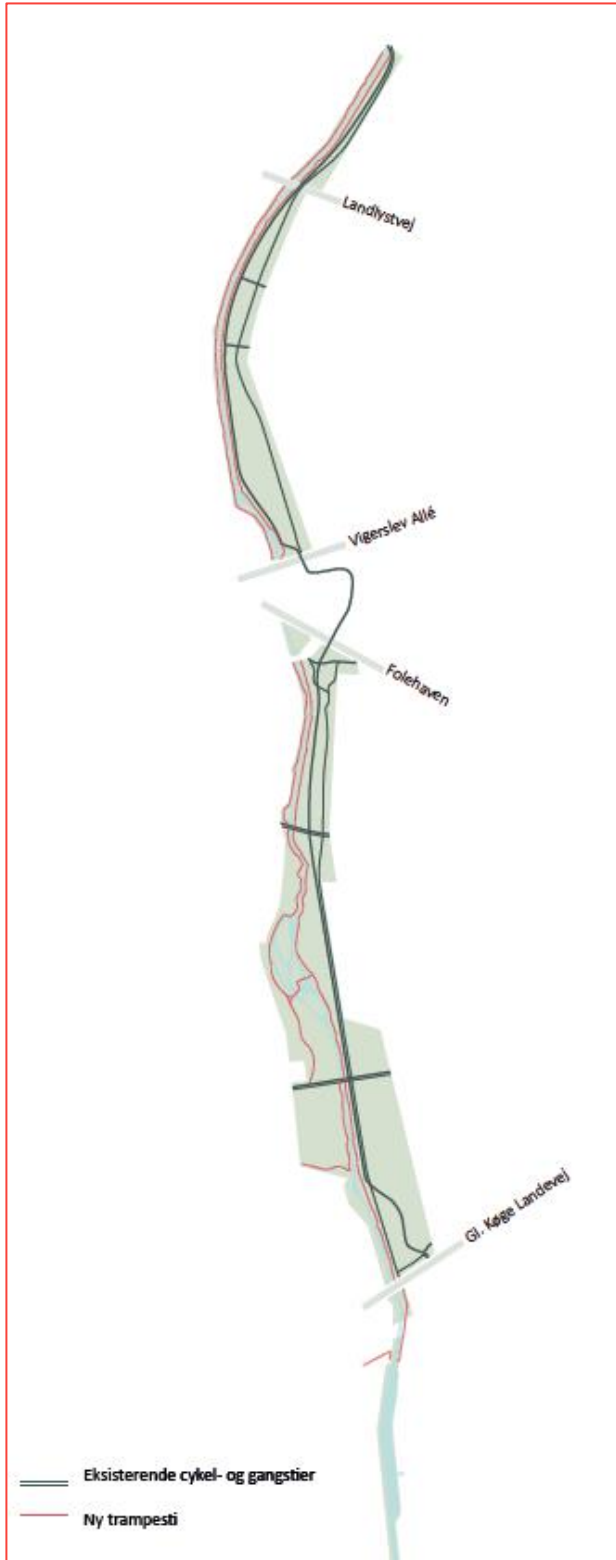 Landlystvej
Vigerslev Allé
Folehaven
Gl. Køge Landevej
Eksisterende cykel- og gangstier
Ny trampesti